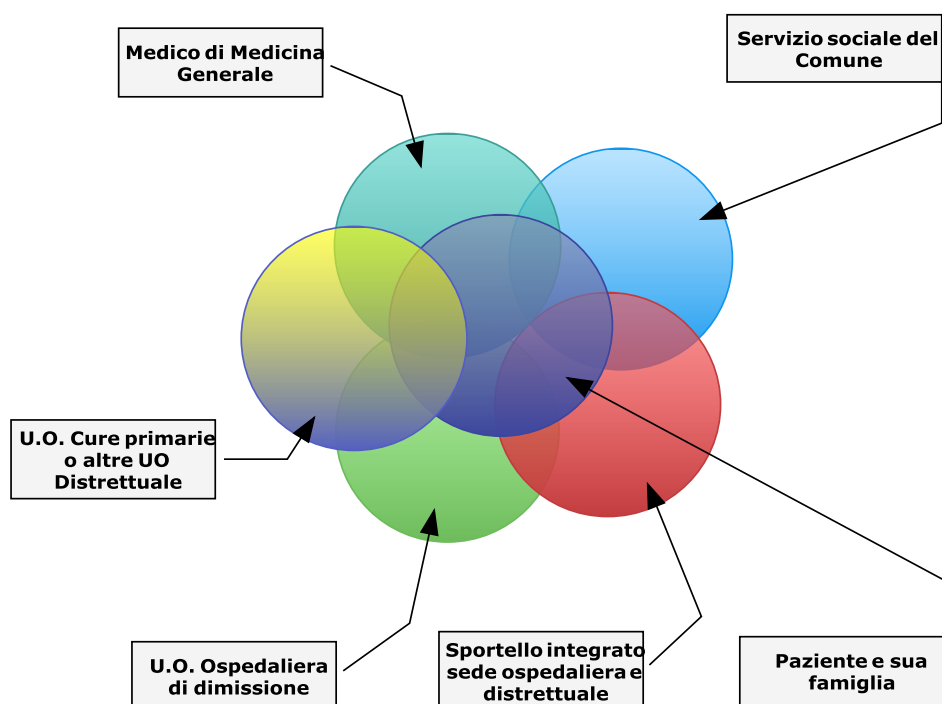 Medico di Medicina
Generale
Servizio sociale del
Comune
U.O. Cure primarie
o altre UO
Distrettuale
U.O. Ospedaliera
di dimissione
Sportello integrato
sede ospedaliera e
distrettuale
Paziente e sua
famiglia